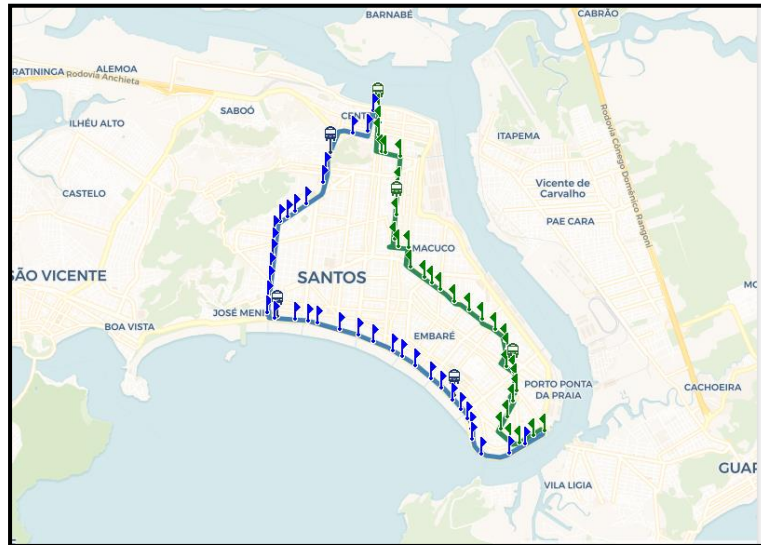 BARNABÉ
CABRÃO
RATININGA
ALEMOA
Rodovia Anchieta
SABOÓ
CENT
ILHÉU ALTO
ITAPEMA
Rodovia Cônego Domênico Rangoni
CASTELO
Vicente de
Carvalho
PAE CARA
MACUCO
SÃO VICENTE
SANTOS
MO
JOSÉ MENI
BOA VISTA
EMBARÉ
PORTO PONTA
DA PRAIA
CACHOEIRA
GUAR
VILA LIGIA